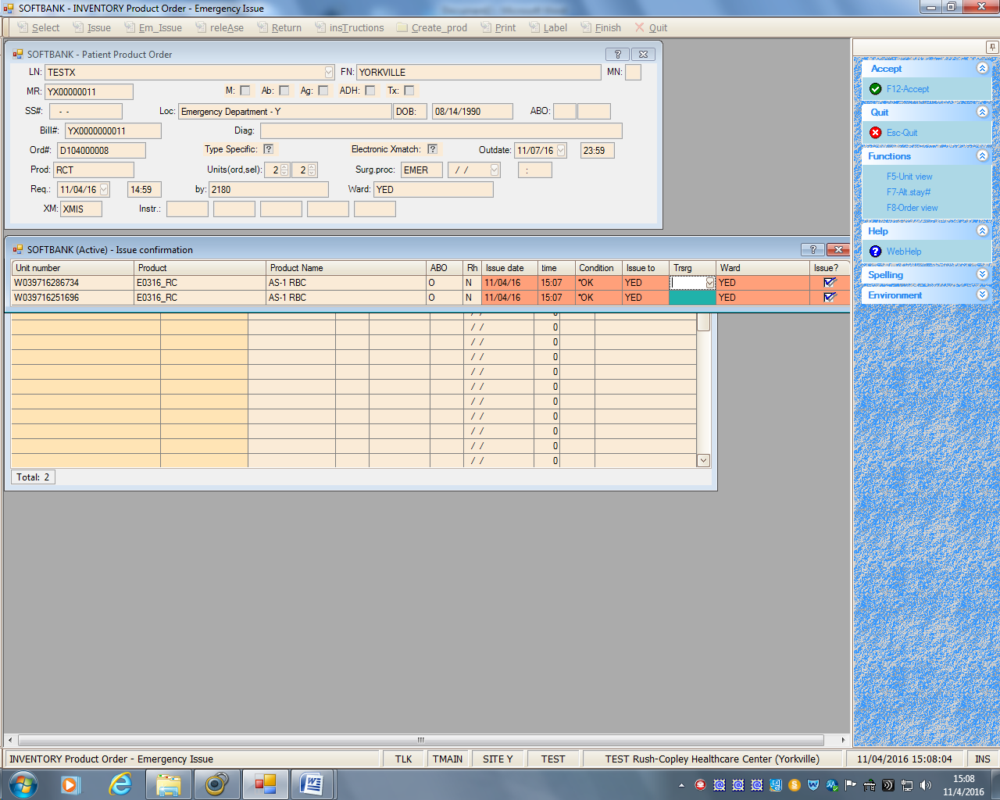 SOFTBANK - INVENTORY Product Order - Emergency Issue
Select Issue Em_Issue releAse Return insTructions Create_prod Print Label Finish Quit
SOFTBANK - Patient Product Order
LN: TESTX FN: YORKVILLE MN:
MR: YX00000011 M: Ab: Ag: ADH: Tx:
SS#: - - Loc: Emergency Department - Y DOB: 08/14/1990 ABO:
Bill#: YX0000000011 Diag:
Ord#: D104000008 Type Specific: ? Electronic Xmatch: ? Outdate: 11/07/16 23:59
Prod: RCT Units(ord,sel): 2 2 Surg.proc: EMER / / :
Req.: 11/04/16 14:59 by: 2180 Ward: YED
XM: XMIS Instr.:
SOFTBANK (Active) - Issue confirmation
Unit number Product Product Name ABO Rh Issue date time Condition Issue to Trsrg Ward Issue?
W039716286734 E0316_RC AS-1 RBC O N 11/04/16 15:07 *OK YED YED
W039716251696 E0316_RC AS-1 RBC O N 11/04/16 15:07 *OK YED YED
/ / 0
/ / 0
/ / 0
/ / 0
/ / 0
/ / 0
/ / 0
/ / 0
/ / 0
/ / 0
/ / 0
Total: 2
Accept
F12-Accept
Quit
Esc-Quit
Functions
F5-Unit view
F7-Alt.stay#
F8-Order view
Help
WebHelp
Spelling
Environment
INVENTORY Product Order - Emergency Issue TLK TMAIN SITE Y TEST TEST Rush-Copley Healthcare Center (Yorkville) 11/04/2016 15:08:04 INS
15:08
11/4/2016